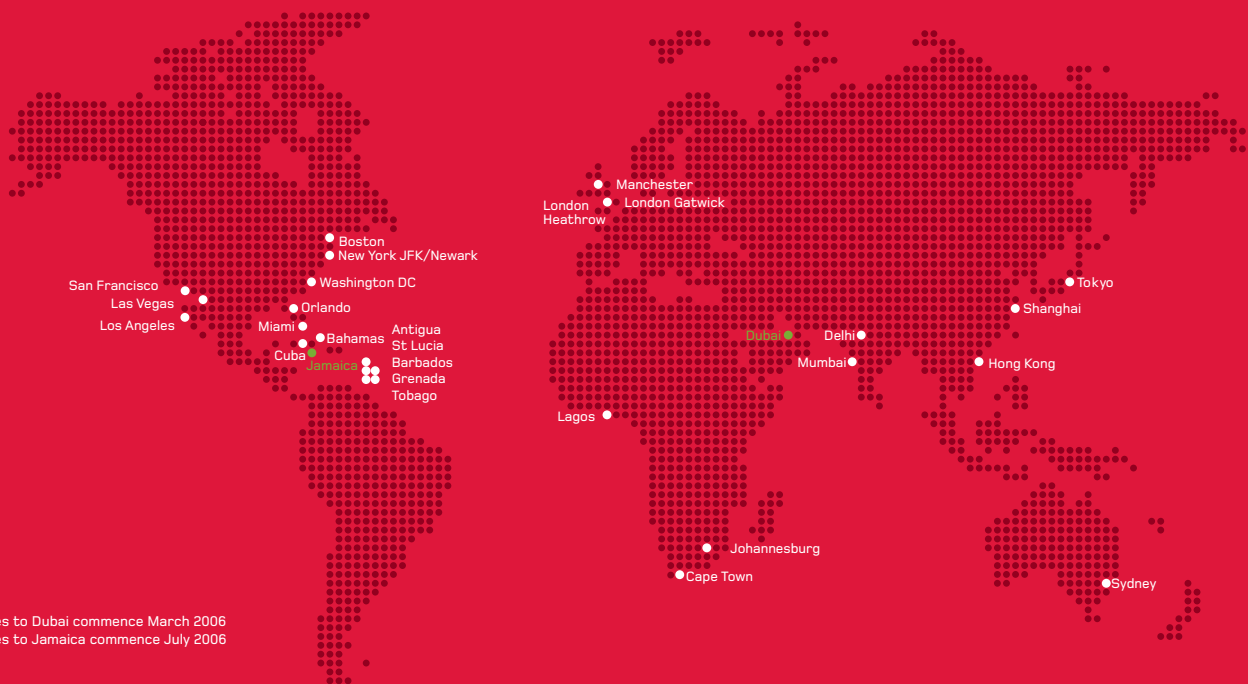 Manchester
London Gatwick
London
Heathrow
Boston
New York JFK/Newark
Washington DC
San Francisco
Las Vegas
Los Angeles
Orlando
Miami
Bahamas
Cuba
Jamaica
Antigua
St Lucia
Barbados
Grenada
Tobago
Tokyo
Shanghai
Dubai
Delhi
Mumbai
Hong Kong
Lagos
Johannesburg
Cape Town
Sydney
es to Dubai commence March 2006
es to Jamaica commence July 2006